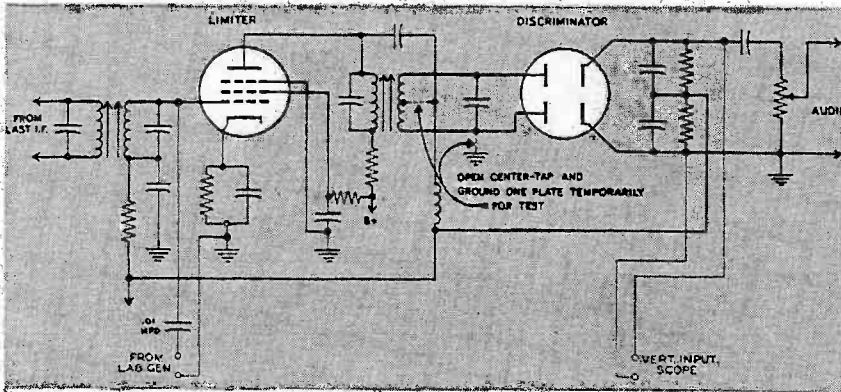 LIMITER
DISCRIMINATOR
FROM
LAST I.F.
AUDIO
OPEN CENTER-TAP AND
GROUND ONE PLATE TEMPORARILY
FOR TEST
B+
.01
MFD
FROM
LAB GEN
VERT. INPUT,
SCOPE